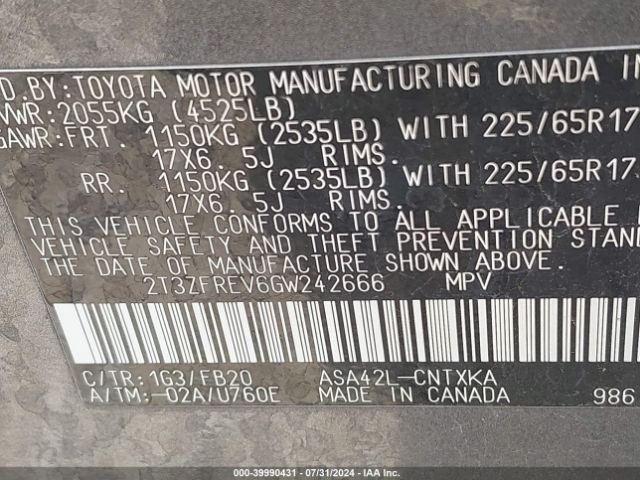 D BY: TOYOTA MOTOR MANUFACTURING CANADA IN
VWR: 2055KG (4525LB)
GAWR: FRT. 1150KG (2535LB) WITH 225/65R17
17X6. 5J RIMS.
RR. 1150KG (2535LB) WITH 225/65R17
17X6. 5J RIMS.
THIS VEHICLE CONFORMS TO ALL APPLICABLE
VEHICLE SAFETY AND THEFT PREVENTION STAN
THE DATE OF MANUFACTURE SHOWN ABOVE.
2T3ZFREV6GW242666 MPV
C/TR: 1G3/FB20 ASA42L-CNTXKA
A/TM: -02A/U760E MADE IN CANADA 986
000-39990431 - 07/31/2024 - IAA Inc.